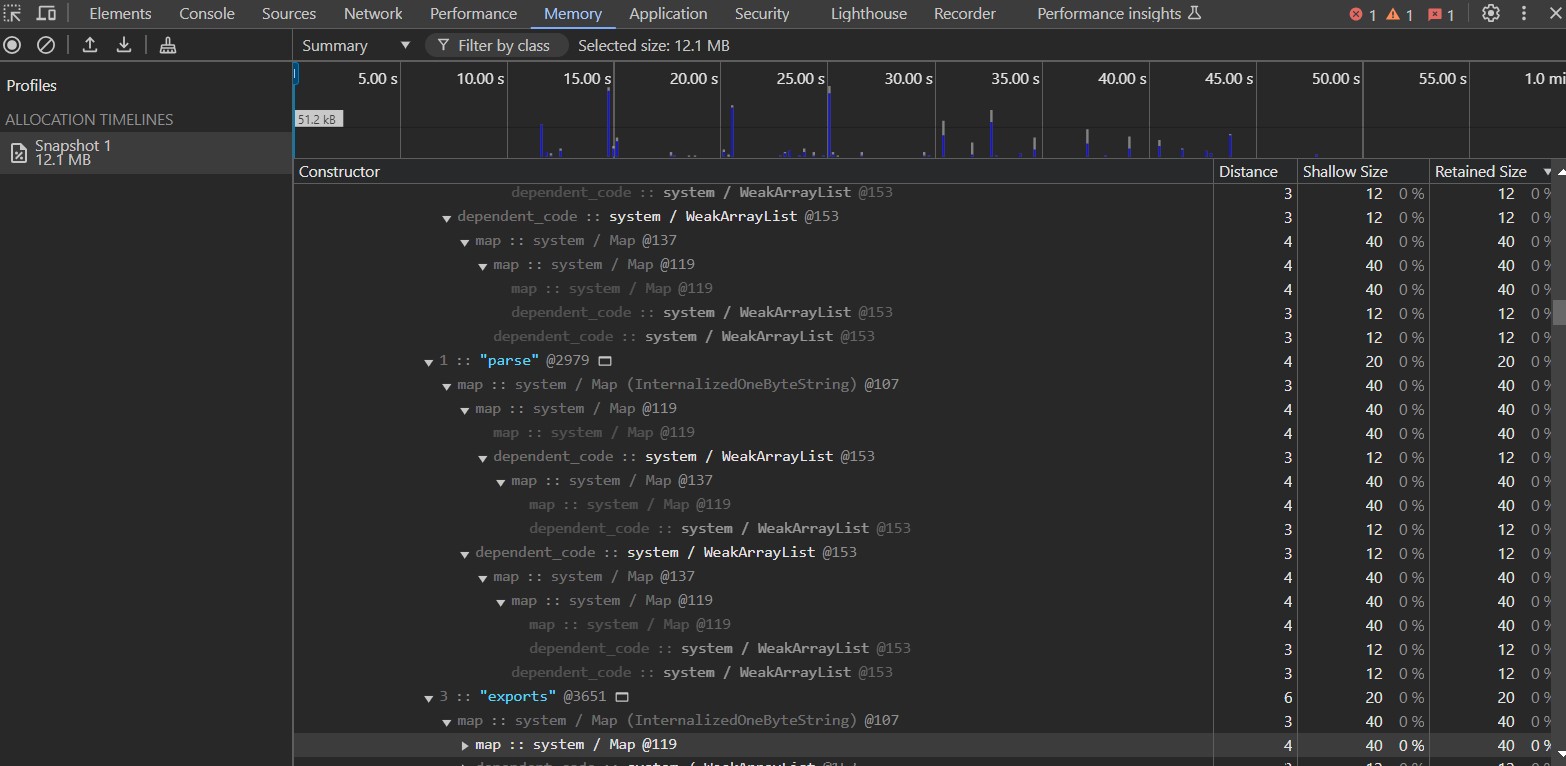 Elements Console Sources Network Performance Memory Application Security Lighthouse Recorder Performance insights 1 1 1
Summary Filter by class Selected size: 12.1 MB
Profiles
ALLOCATION TIMELINES
Snapshot 1
12.1 MB
5.00 s 10.00 s 15.00 s 20.00 s 25.00 s 30.00 s 35.00 s 40.00 s 45.00 s 50.00 s 55.00 s 1.0 mi
51.2 kB
Constructor Distance Shallow Size Retained Size
dependent_code :: system / WeakArrayList @153 3 12 0 % 12 0 %
dependent_code :: system / WeakArrayList @153 3 12 0 % 12 0 %
map :: system / Map @137 4 40 0 % 40 0 %
map :: system / Map @119 4 40 0 % 40 0 %
map :: system / Map @119 4 40 0 % 40 0 %
dependent_code :: system / WeakArrayList @153 3 12 0 % 12 0 %
dependent_code :: system / WeakArrayList @153 3 12 0 % 12 0 %
1 :: "parse" @2979 4 20 0 % 20 0 %
map :: system / Map (InternalizedOneByteString) @107 3 40 0 % 40 0 %
map :: system / Map @119 4 40 0 % 40 0 %
map :: system / Map @119 4 40 0 % 40 0 %
dependent_code :: system / WeakArrayList @153 3 12 0 % 12 0 %
map :: system / Map @137 4 40 0 % 40 0 %
map :: system / Map @119 4 40 0 % 40 0 %
dependent_code :: system / WeakArrayList @153 3 12 0 % 12 0 %
dependent_code :: system / WeakArrayList @153 3 12 0 % 12 0 %
map :: system / Map @137 4 40 0 % 40 0 %
map :: system / Map @119 4 40 0 % 40 0 %
map :: system / Map @119 4 40 0 % 40 0 %
dependent_code :: system / WeakArrayList @153 3 12 0 % 12 0 %
dependent_code :: system / WeakArrayList @153 3 12 0 % 12 0 %
3 :: "exports" @3651 6 20 0 % 20 0 %
map :: system / Map (InternalizedOneByteString) @107 3 40 0 % 40 0 %
map :: system / Map @119 4 40 0 % 40 0 %